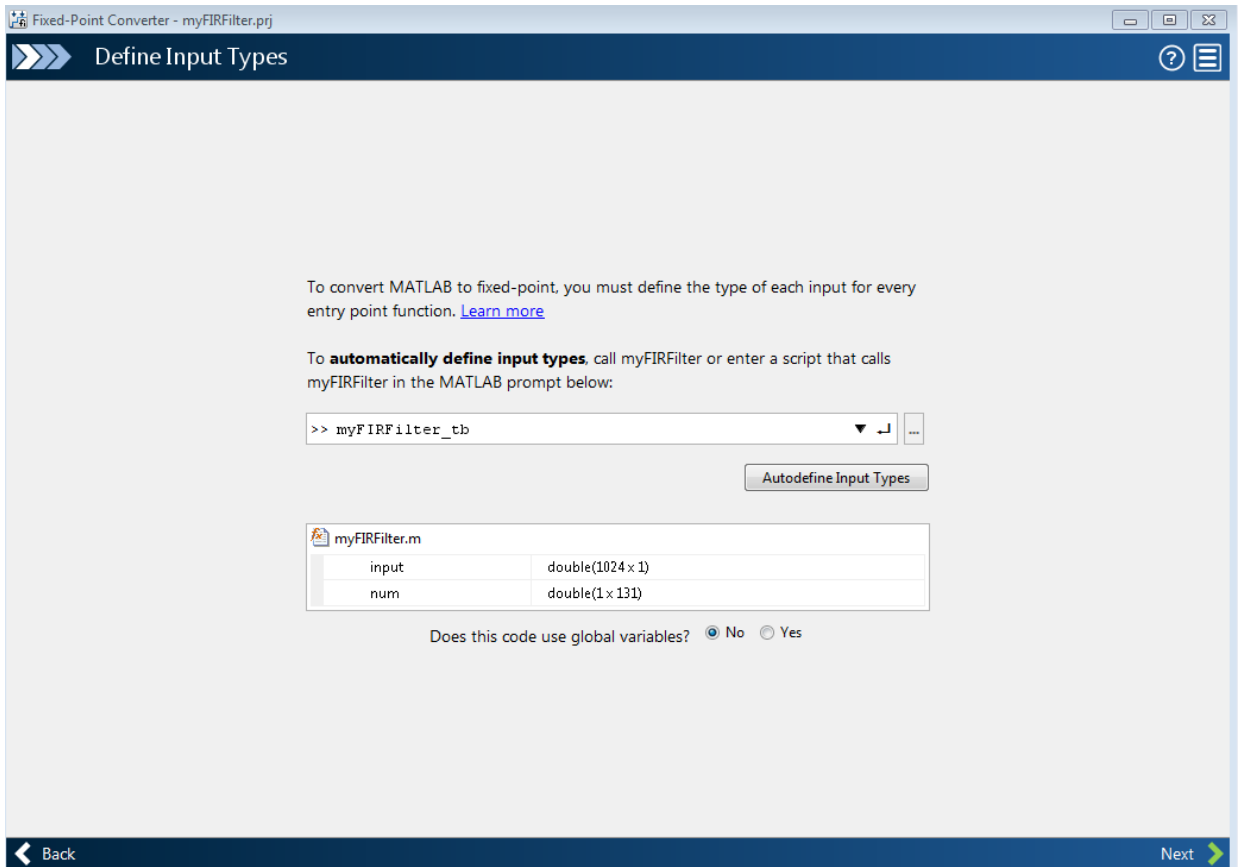 Fixed-Point Converter - myFIRFilter.prj
Define Input Types
To convert MATLAB to fixed-point, you must define the type of each input for every
entry point function. Learn more
To automatically define input types, call myFIRFilter or enter a script that calls
myFIRFilter in the MATLAB prompt below:
>> myFIRFilter_tb
...
Autodefine Input Types
myFIRFilter.m
input double(1024 x 1)
num double(1 x 131)
Does this code use global variables? No Yes
Back Next